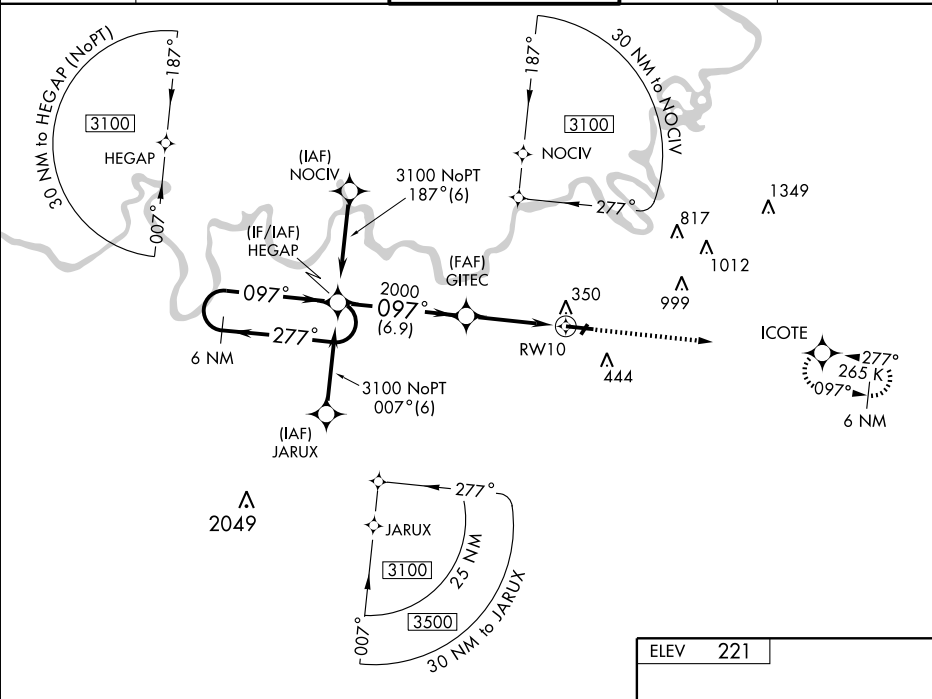 30 NM to HEGAP (NoPT)
187°
3100
HEGAP
007°
30 NM to NOCIV
187°
3100
NOCIV
277°
(IAF)
NOCIV
3100 NoPT
187°(6)
(IF/IAF)
HEGAP
(FAF)
GITEC
2000
097°
(6.9)
097°
277°
6 NM
3100 NoPT
007°(6)
(IAF)
JARUX
350
RW10
444
817
1012
999
1349
ICOTE
277°
265 K
097°
6 NM
2049
277°
JARUX
3100
25 NM
3500
007°
30 NM to JARUX
ELEV 221